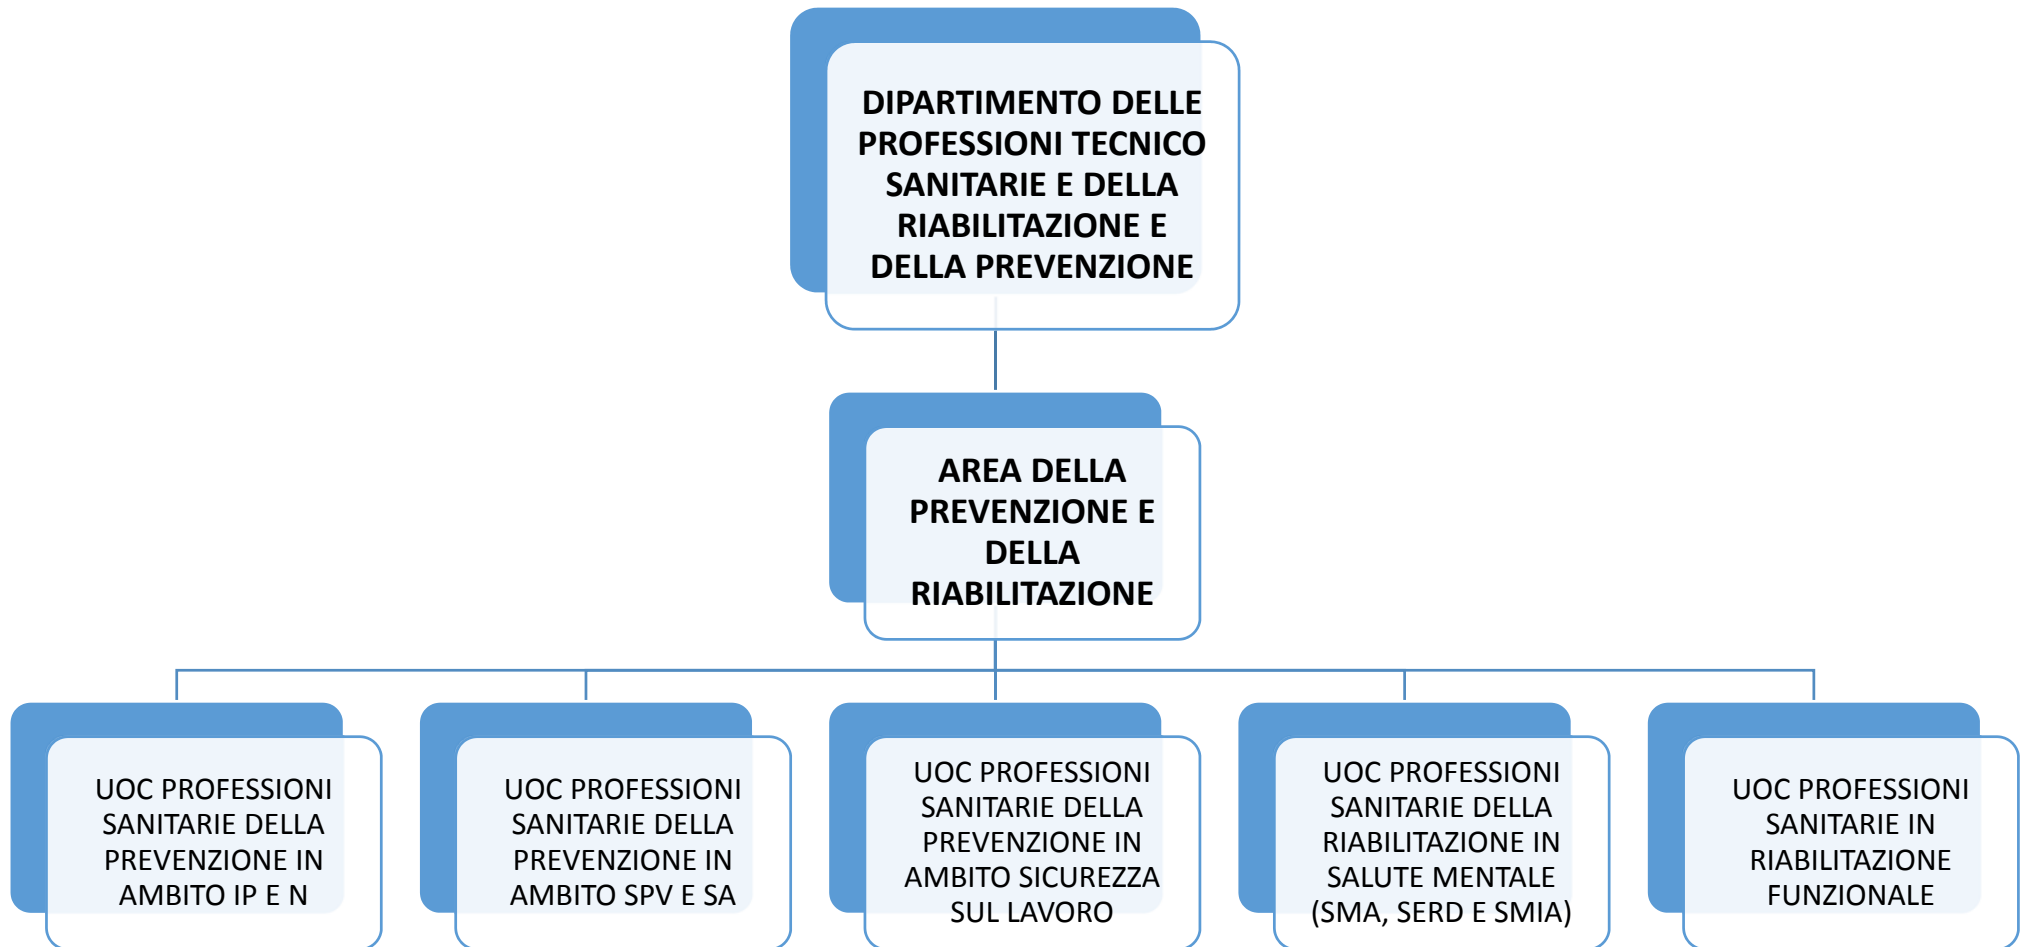 DIPARTIMENTO DELLE
PROFESSIONI TECNICO
SANITARIE E DELLA
RIABILITAZIONE E
DELLA PREVENZIONE
AREA DELLA
PREVENZIONE E
DELLA
RIABILITAZIONE
UOC PROFESSIONI
SANITARIE DELLA
PREVENZIONE IN
AMBITO IP E N
UOC PROFESSIONI
SANITARIE DELLA
PREVENZIONE IN
AMBITO SPV E SA
UOC PROFESSIONI
SANITARIE DELLA
PREVENZIONE IN
AMBITO SICUREZZA
SUL LAVORO
UOC PROFESSIONI
SANITARIE DELLA
RIABILITAZIONE IN
SALUTE MENTALE
(SMA, SERD E SMIA)
UOC PROFESSIONI
SANITARIE IN
RIABILITAZIONE
FUNZIONALE